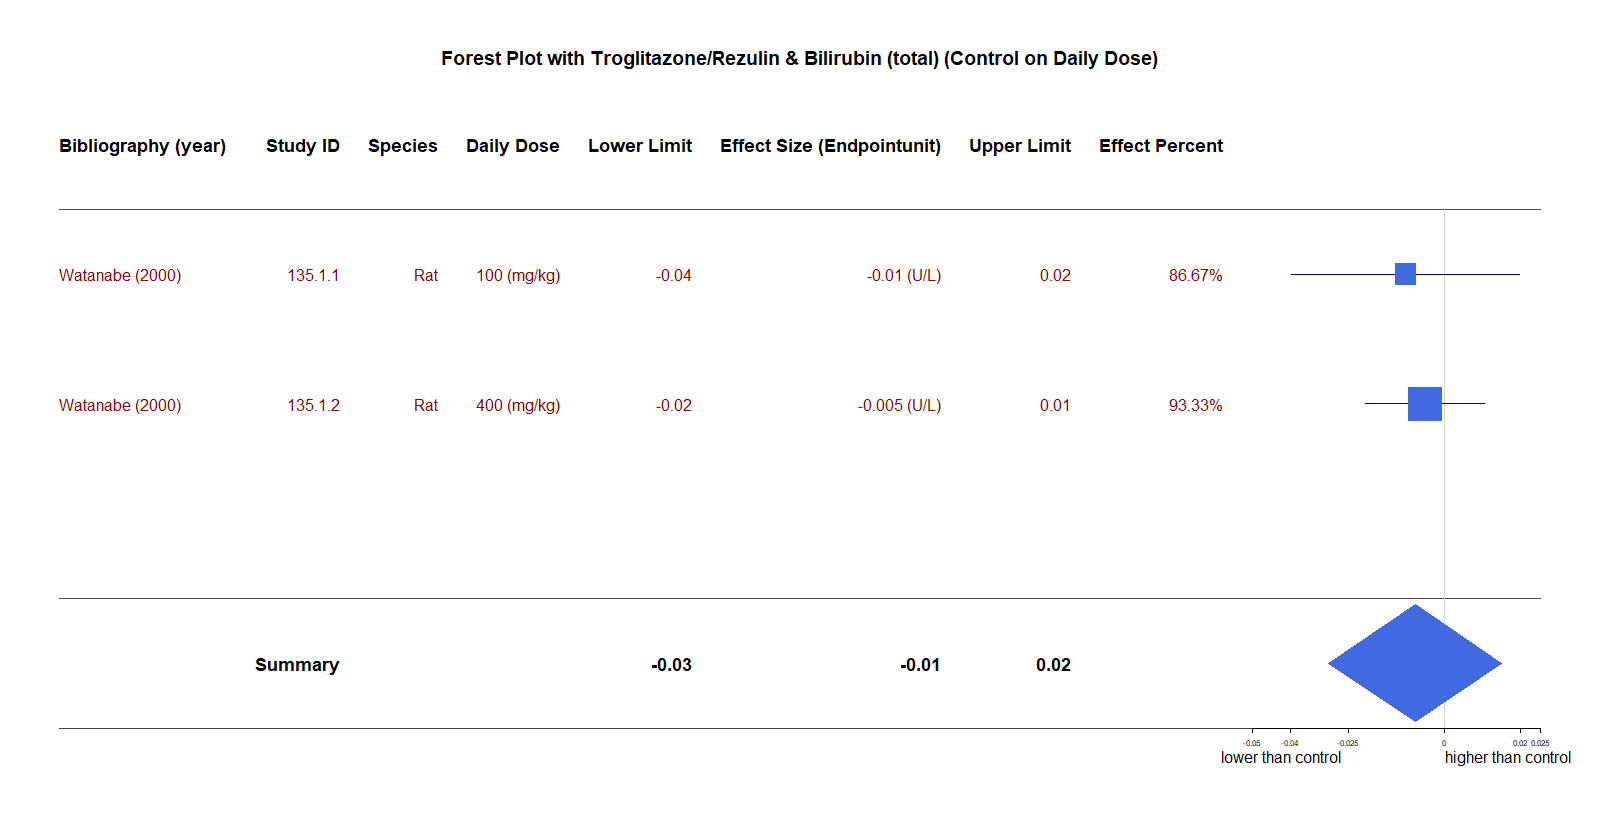 Forest Plot with Troglitazone/Rezulin & Bilirubin (total) (Control on Daily Dose)
Bibliography (year) Study ID Species Daily Dose Lower Limit Effect Size (Endpointunit) Upper Limit Effect Percent
Watanabe (2000) 135.1.1 Rat 100 (mg/kg) -0.04 -0.01 (U/L) 0.02 86.67%
Watanabe (2000) 135.1.2 Rat 400 (mg/kg) -0.02 -0.005 (U/L) 0.01 93.33%
Summary -0.03 -0.01 0.02
-0.05 -0.04 -0.025 0 0.02 0.025
lower than control higher than control